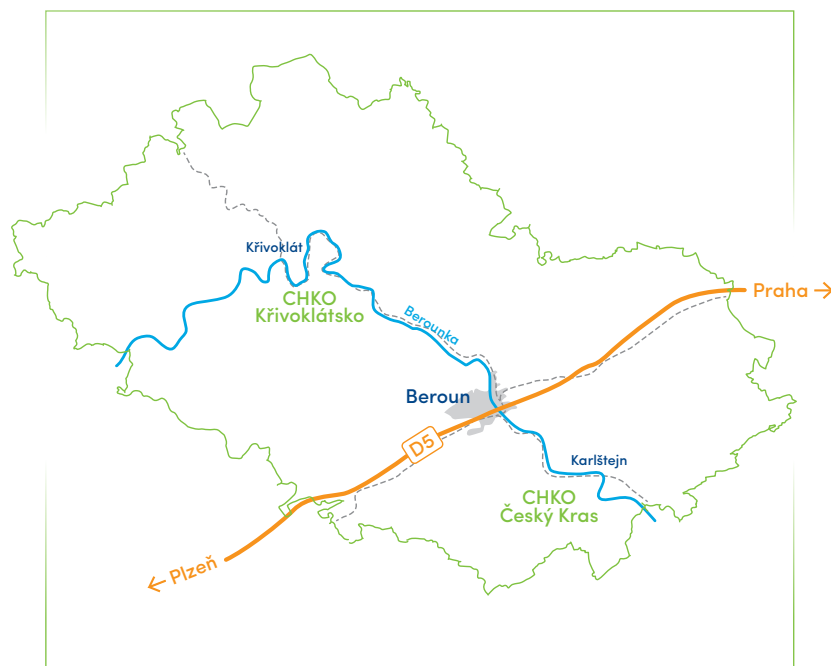 Křivoklát
CHKO
Křivoklátsko
Praha →
Berounka
Beroun
D5
Karlštejn
CHKO
Český Kras
← Plzeň